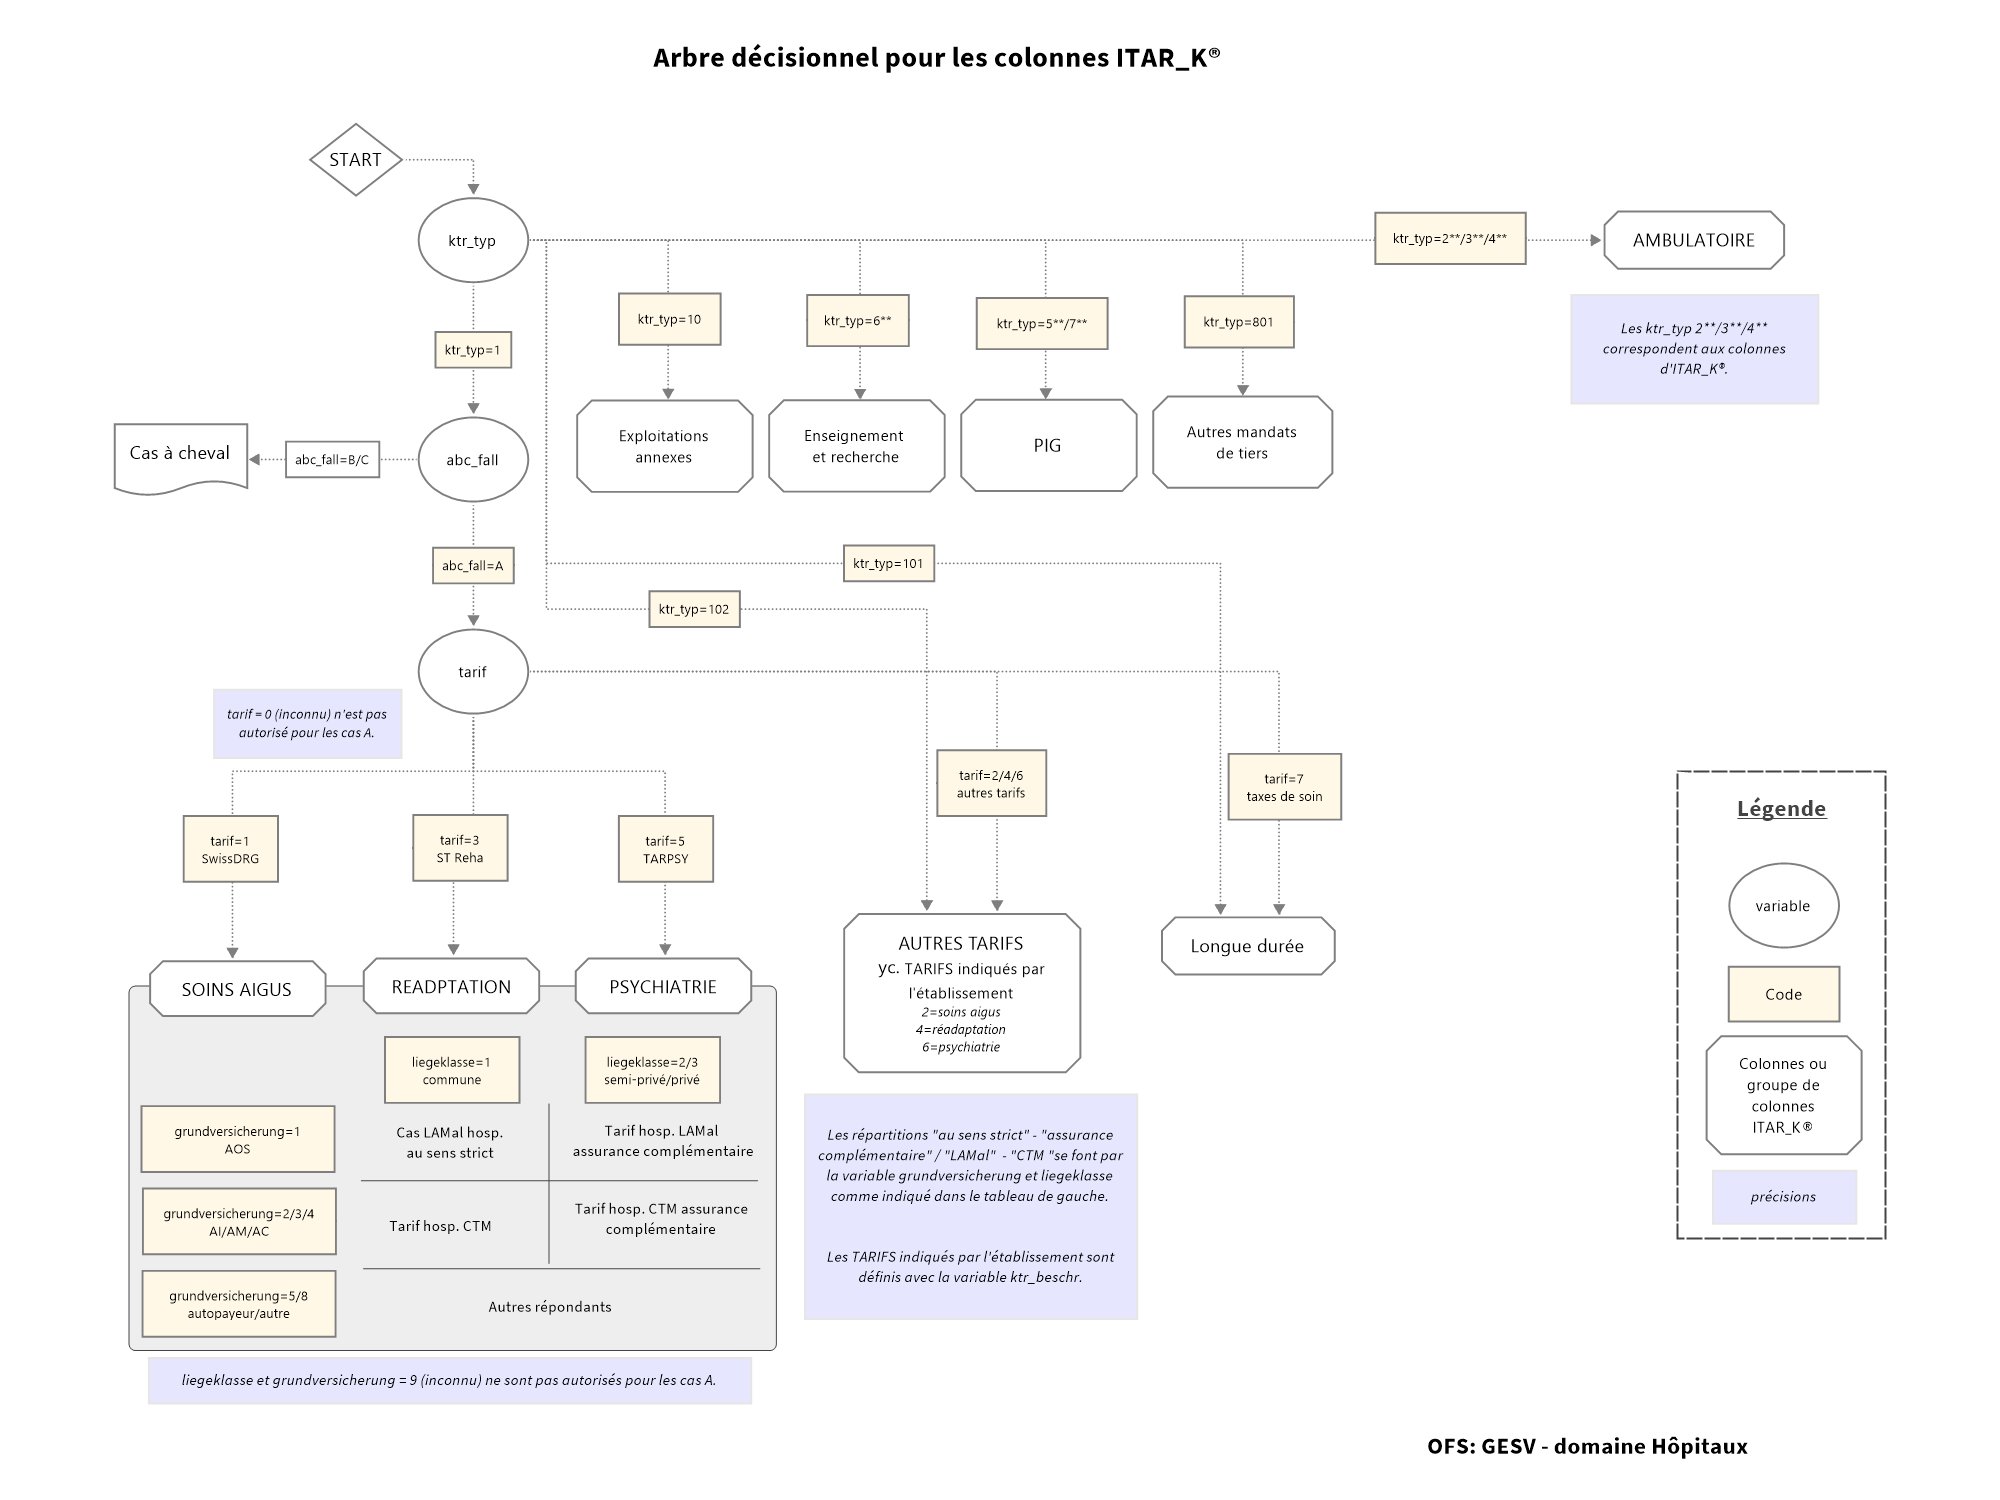 Arbre décisionnel pour les colonnes ITAR_K®
START
ktr_typ
ktr_typ=2**/3**/4**
AMBULATOIRE
ktr_typ=10
ktr_typ=6**
ktr_typ=5**/7**
ktr_typ=801
Les ktr_typ 2**/3**/4**
correspondent aux colonnes
d'ITAR_K®.
ktr_typ=1
Exploitations
annexes
Enseignement
et recherche
PIG
Autres mandats
de tiers
Cas à cheval
abc_fall=B/C
abc_fall
abc_fall=A
ktr_typ=101
ktr_typ=102
tarif
tarif = 0 (inconnu) n'est pas
autorisé pour les cas A.
tarif=2/4/6
autres tarifs
tarif=7
taxes de soin
tarif=1
SwissDRG
tarif=3
ST Reha
tarif=5
TARPSY
AUTRES TARIFS
yc. TARIFS indiqués par
l'établissement
2=soins aigus
4=réadaptation
6=psychiatrie
Longue durée
SOINS AIGUS
READPTATION
PSYCHIATRIE
liegeklasse=1
commune
liegeklasse=2/3
semi-privé/privé
grundversicherung=1
AOS
Cas LAMal hosp.
au sens strict
Tarif hosp. LAMal
assurance complémentaire
grundversicherung=2/3/4
AI/AM/AC
Tarif hosp. CTM
Tarif hosp. CTM assurance
complémentaire
grundversicherung=5/8
autopayeur/autre
Autres répondants
liegeklasse et grundversicherung = 9 (inconnu) ne sont pas autorisés pour les cas A.
Les répartitions "au sens strict" - "assurance
complémentaire" / "LAMal"  - "CTM "se font par
la variable grundversicherung et liegeklasse
comme indiqué dans le tableau de gauche.
Les TARIFS indiqués par l'établissement sont
définis avec la variable ktr_beschr.
Légende
variable
Code
Colonnes ou
groupe de
colonnes
ITAR_K®
précisions
OFS: GESV - domaine Hôpitaux